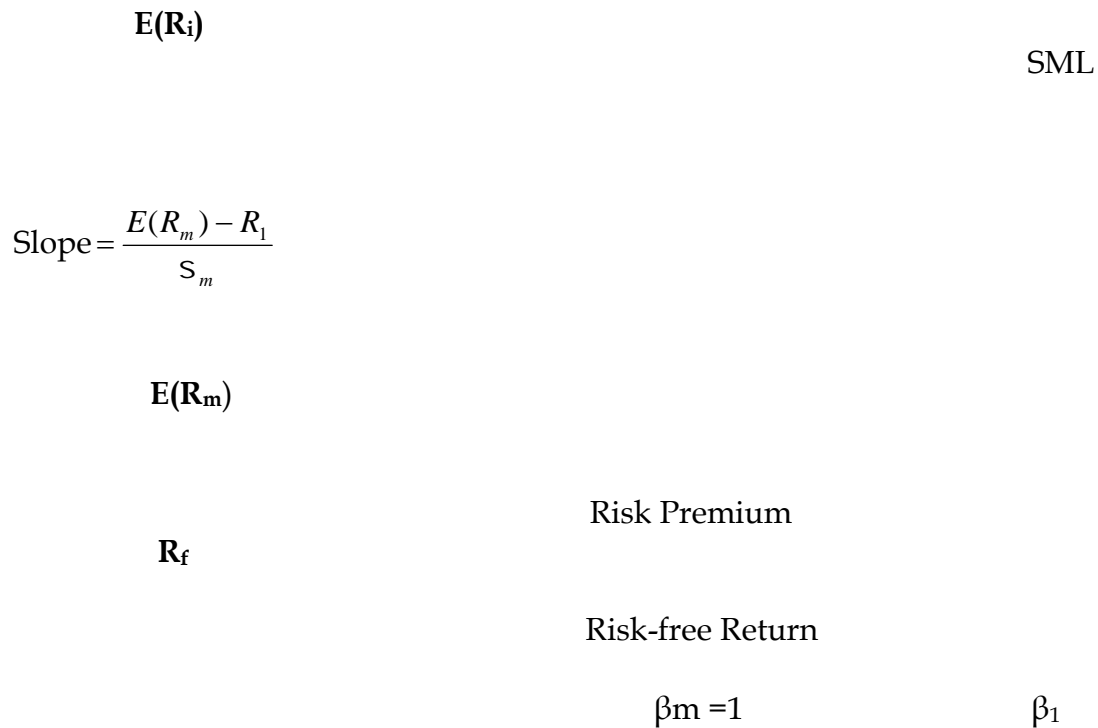 E(Ri)
SML
Slope = E(Rm) − R1 / Sm
E(Rm)
Risk Premium
Rf
Risk-free Return
βm =1
β1